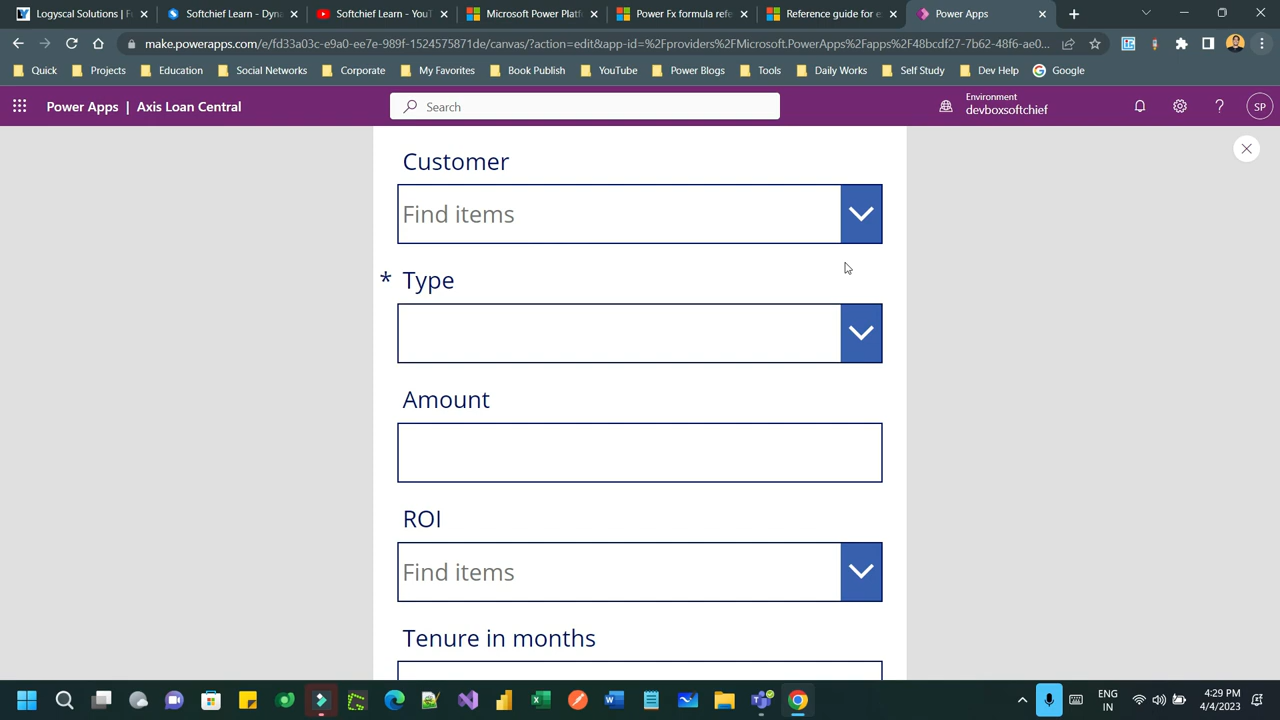 Logyscal Solutions | Fo
Softchief Learn - Dyna
Softchief Learn - YouT
Microsoft Power Platf
Power Fx formula refe
Reference guide for e
Power Apps
make.powerapps.com/e/fd33a03c-e9a0-ee7e-989f-1524575871de/canvas/?action=edit&app-id=%2Fproviders%2FMicrosoft.PowerApps%2Fapps%2F48bcdf27-7b62-48f6-ae0...
Quick
Projects
Education
Social Networks
Corporate
My Favorites
Book Publish
YouTube
Power Blogs
Tools
Daily Works
Self Study
Dev Help
Google
Power Apps | Axis Loan Central
Search
Environment
devboxsoftchief
SP
Customer
Find items
* Type
Amount
ROI
Find items
Tenure in months
ENG
IN
4:29 PM
4/4/2023